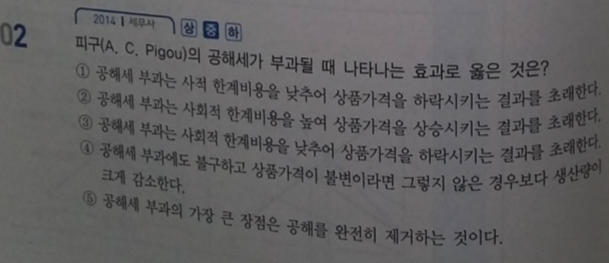 2014 | 세무사 상 중 하
02
피구(A. C. Pigou)의 공해세가 부과될 때 나타나는 효과로 옳은 것은?
① 공해세 부과는 사적 한계비용을 낮추어 상품가격을 하락시키는 결과를 초래한다.
② 공해세 부과는 사회적 한계비용을 높여 상품가격을 상승시키는 결과를 초래한다.
③ 공해세 부과는 사회적 한계비용을 낮추어 상품가격을 하락시키는 결과를 초래한다.
④ 공해세 부과에도 불구하고 상품가격이 불변이라면 그렇지 않은 경우보다 생산량이
크게 감소한다.
⑤ 공해세 부과의 가장 큰 장점은 공해를 완전히 제거하는 것이다.